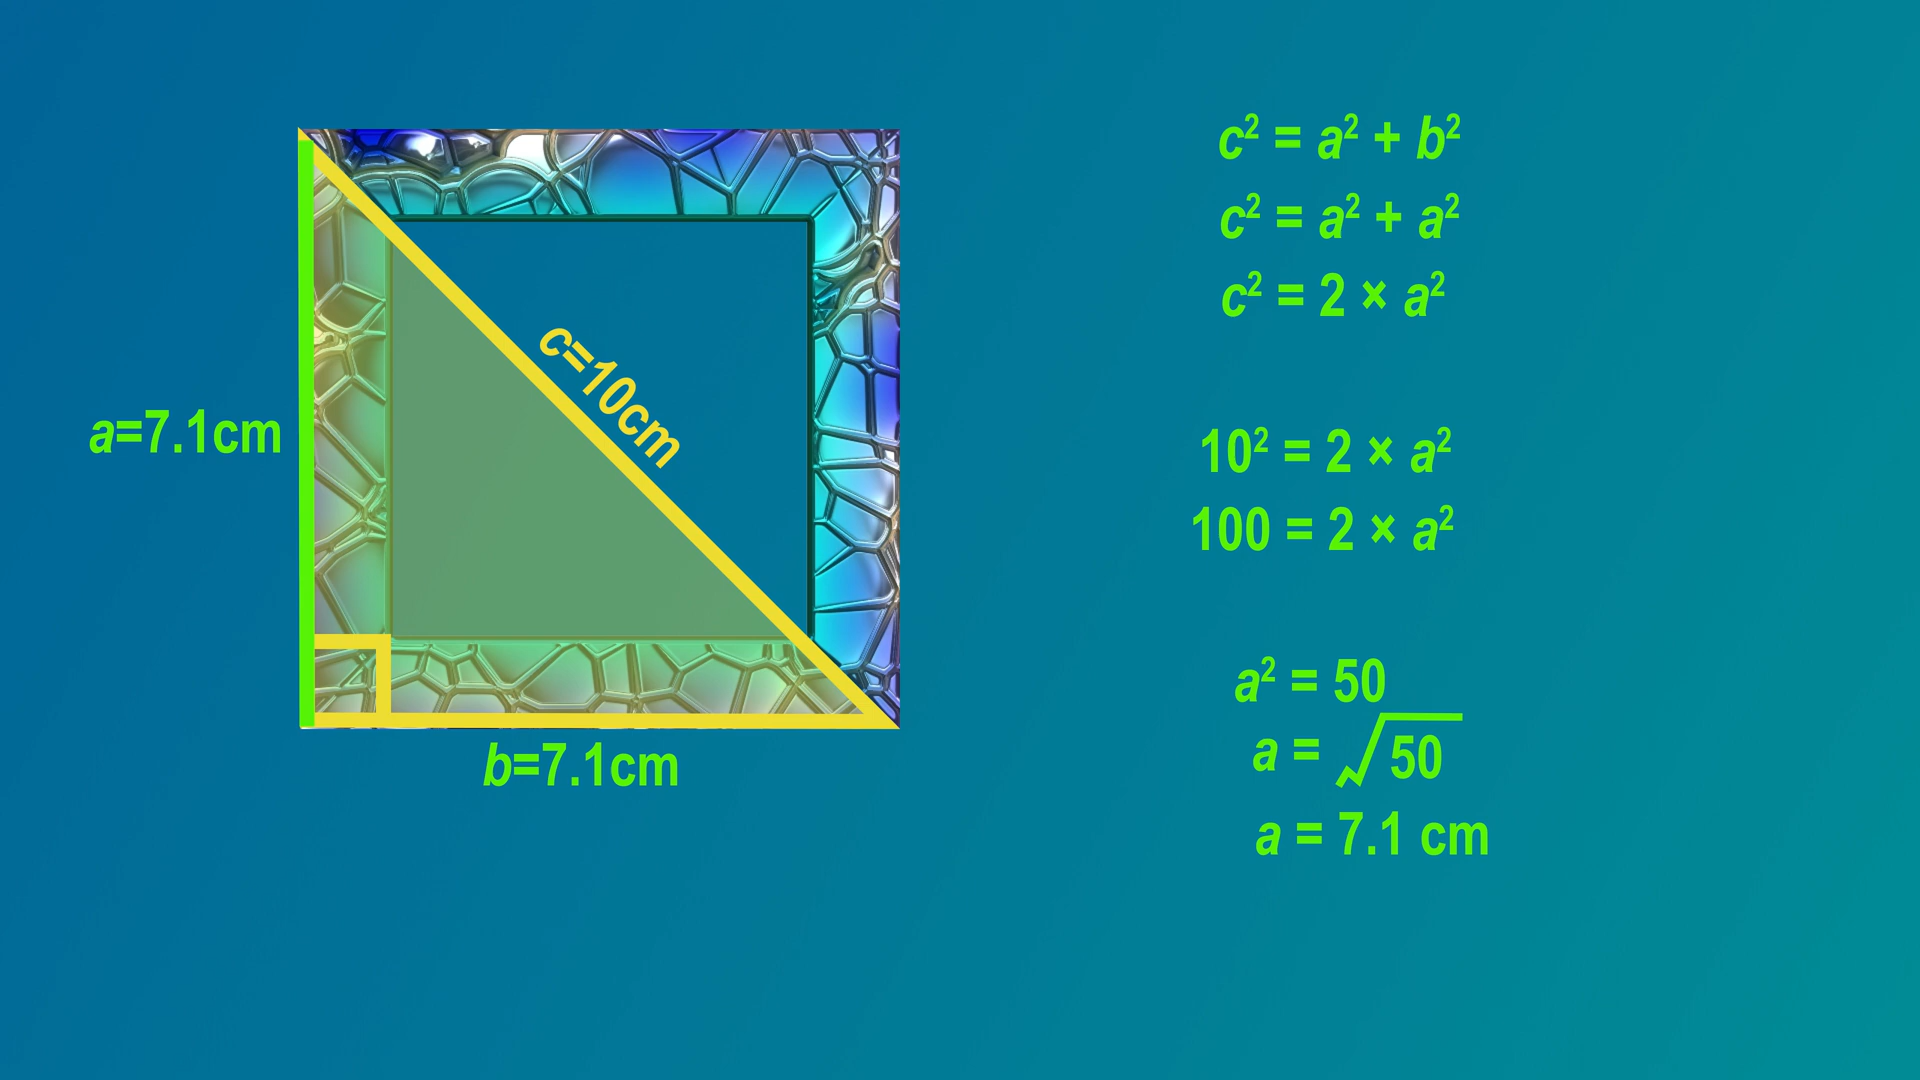 a=7.1cm
c=10cm
b=7.1cm
c² = a² + b²
c² = a² + a²
c² = 2 × a²
10² = 2 × a²
100 = 2 × a²
a² = 50
a = √50
a = 7.1 cm